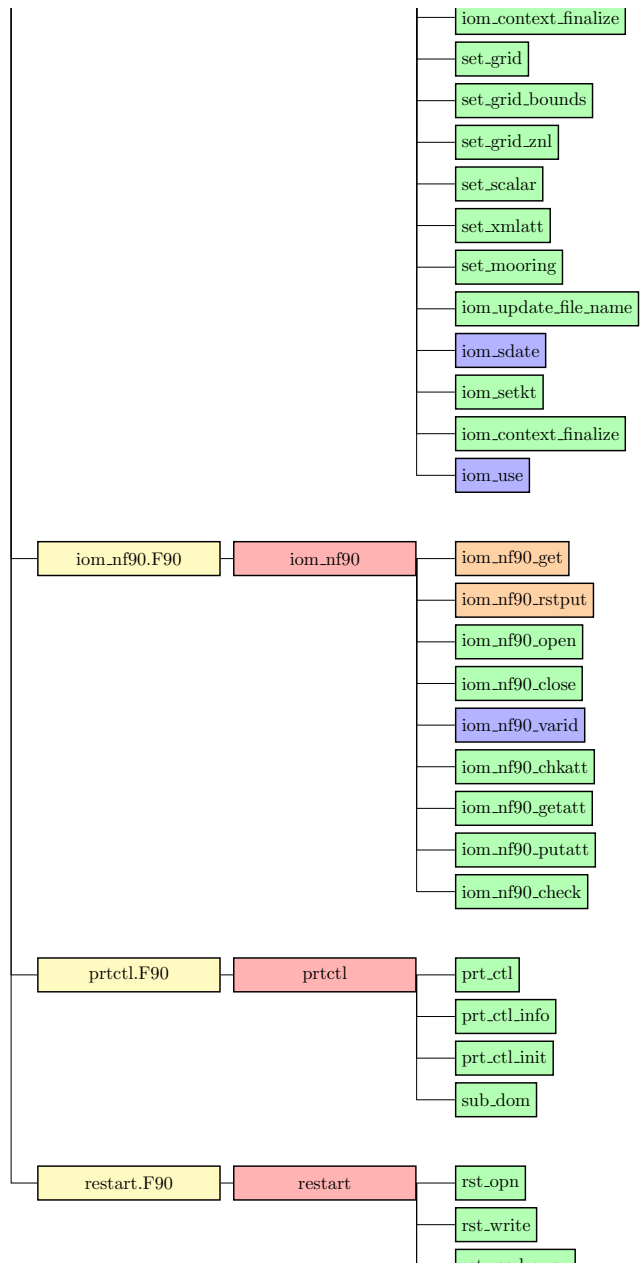 iom_context_finalize
set_grid
set_grid_bounds
set_grid_znl
set_scalar
set_xmlatt
set_mooring
iom_update_file_name
iom_sdate
iom_setkt
iom_context_finalize
iom_use
iom_nf90.F90 iom_nf90 iom_nf90_get
iom_nf90_rstput
iom_nf90_open
iom_nf90_close
iom_nf90_varid
iom_nf90_chkatt
iom_nf90_getatt
iom_nf90_putatt
iom_nf90_check
prtctl.F90 prtctl prt_ctl
prt_ctl_info
prt_ctl_init
sub_dom
restart.F90 restart rst_opn
rst_write